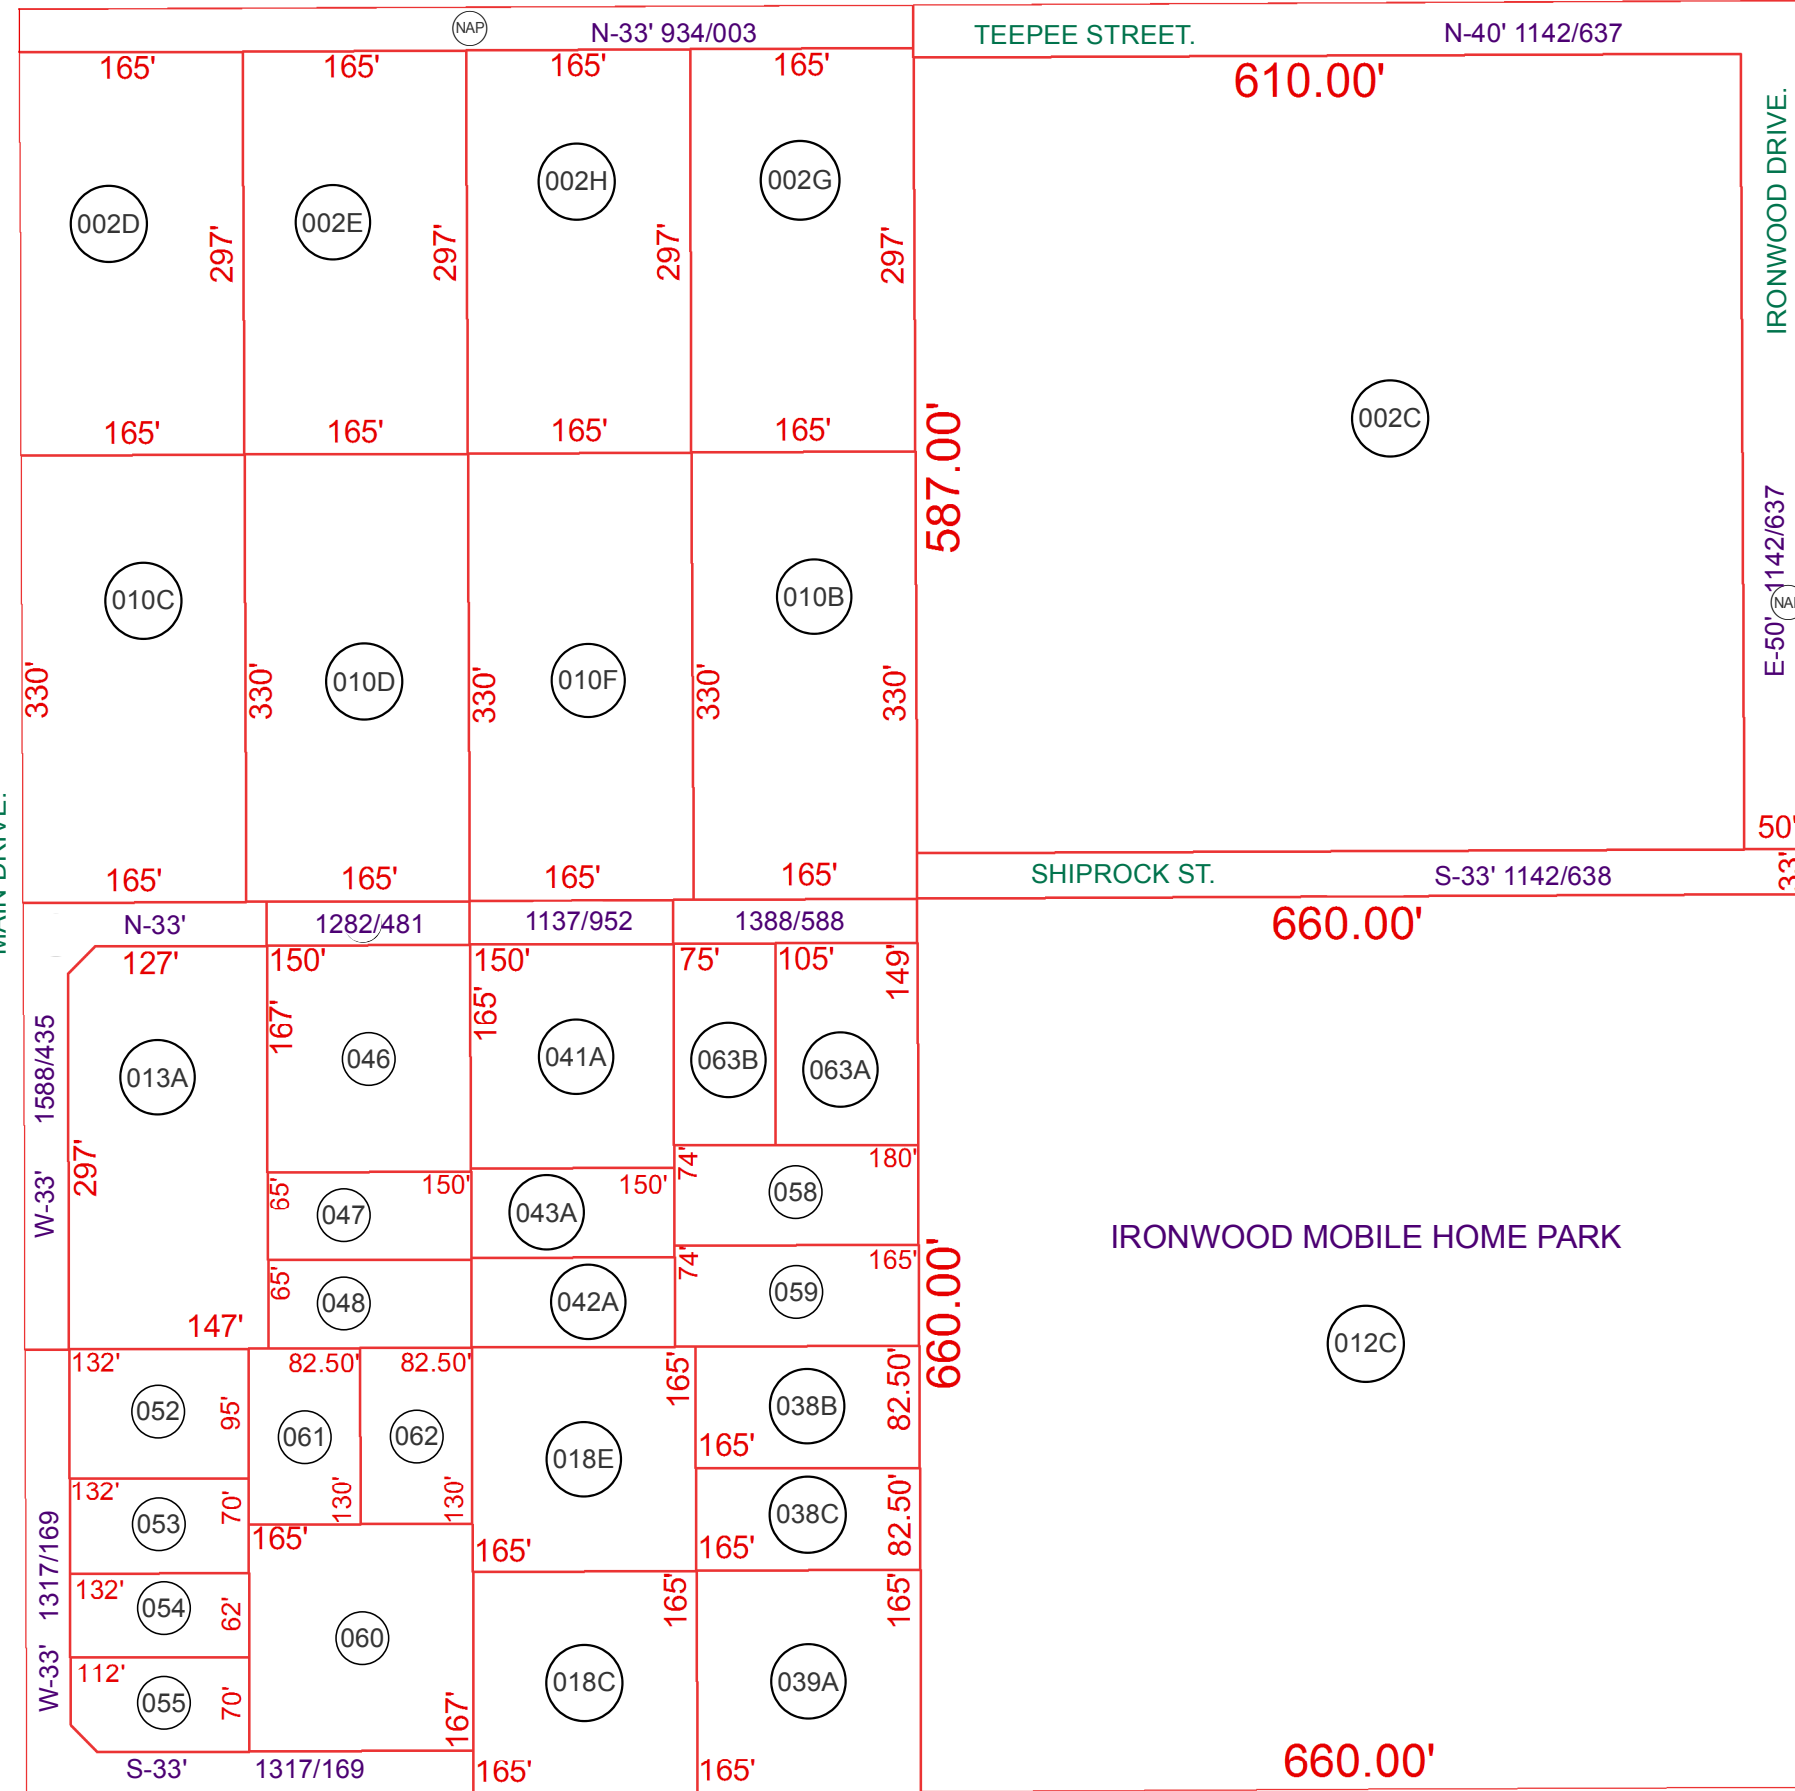 NAP
N-33' 934/003
TEEPEE STREET.
N-40' 1142/637
165'
165'
165'
165'
610.00'
IRONWOOD DRIVE.
002D
002E
002H
002G
297'
297'
297'
297'
002C
165'
165'
165'
165'
587.00'
E-50' 1142/637
010C
010D
010F
010B
330'
330'
330'
330'
330'
50'
33'
165'
165'
165'
165'
SHIPROCK ST.
S-33' 1142/638
N-33'
1282/481
1137/952
1388/588
660.00'
127'
150'
150'
75'
105'
149'
167'
165'
W-33' 1588/435
013A
046
041A
063B
063A
297'
65'
150'
150'
74'
180'
047
043A
058
IRONWOOD MOBILE HOME PARK
65'
74'
165'
048
042A
059
660.00'
147'
012C
132'
82.50'
82.50'
165'
82.50'
052
95'
061
062
018E
038B
165'
132'
130'
130'
053
70'
038C
82.50'
165'
165'
165'
W-33' 1317/169
132'
054
62'
165'
165'
060
112'
055
70'
018C
039A
167'
S-33'
1317/169
165'
165'
660.00'